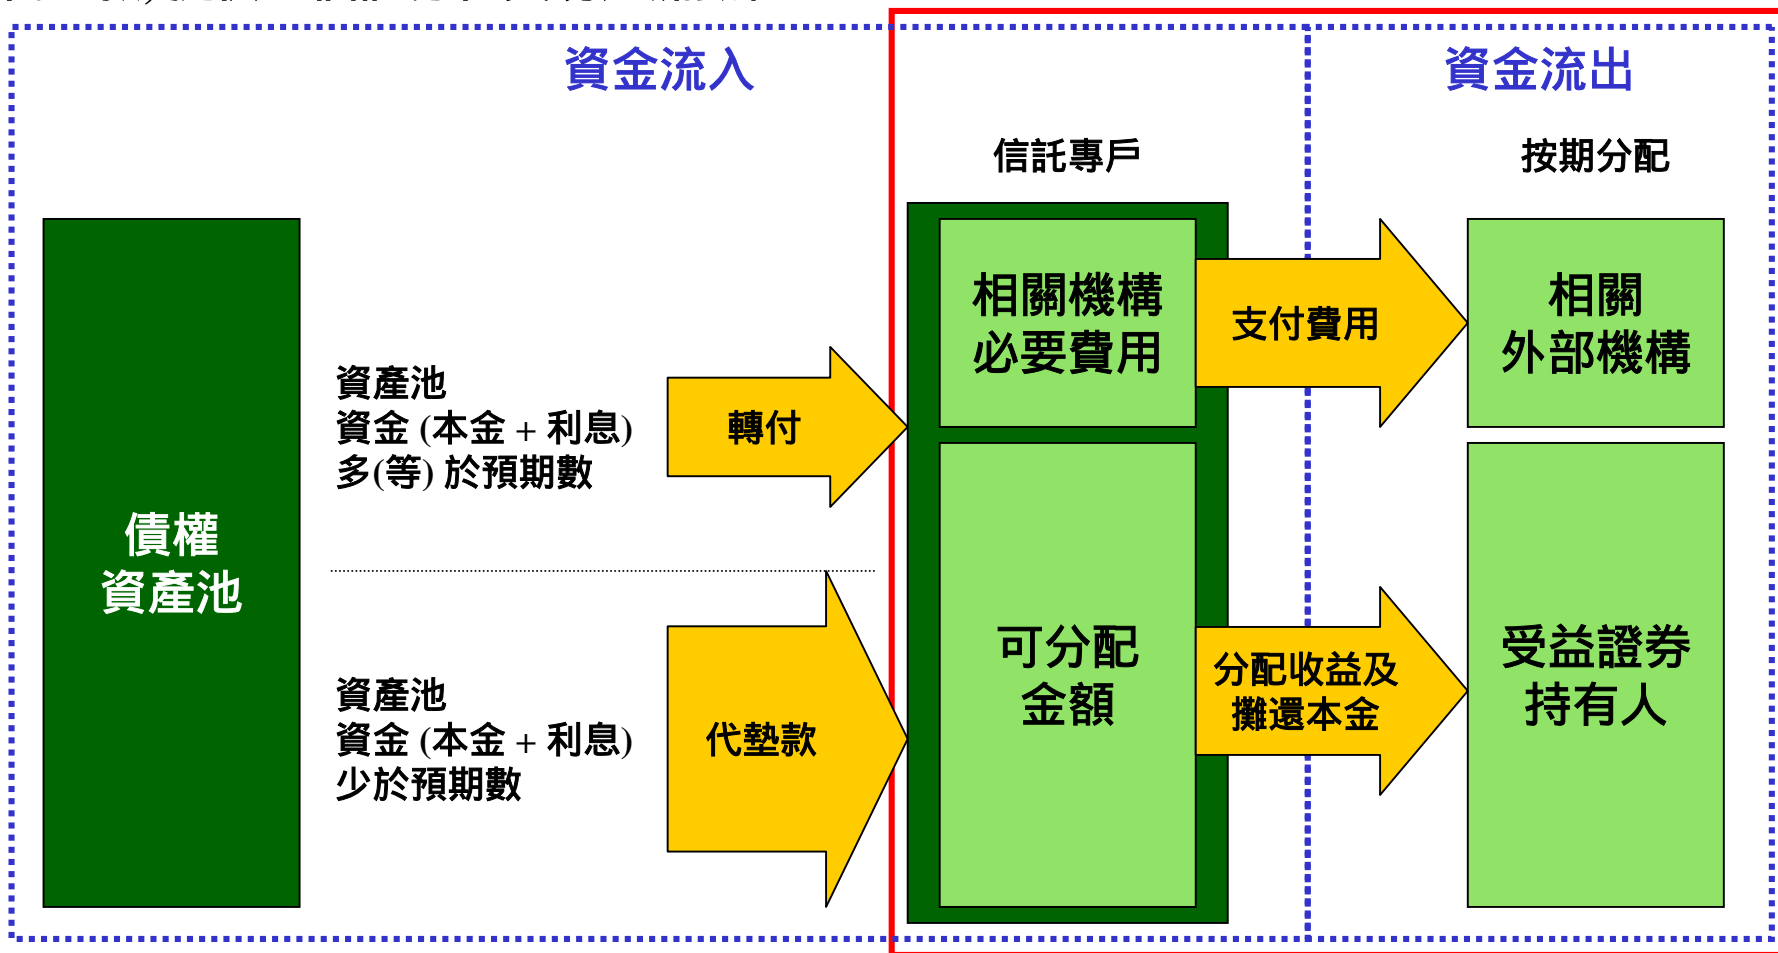 資金流入
資金流出
信託專戶
按期分配
債權
資產池
資產池
資金 (本金 + 利息)
多(等) 於預期數
轉付
資產池
資金 (本金 + 利息)
少於預期數
代墊款
相關機構
必要費用
可分配
金額
支付費用
分配收益及
攤還本金
相關
外部機構
受益證券
持有人